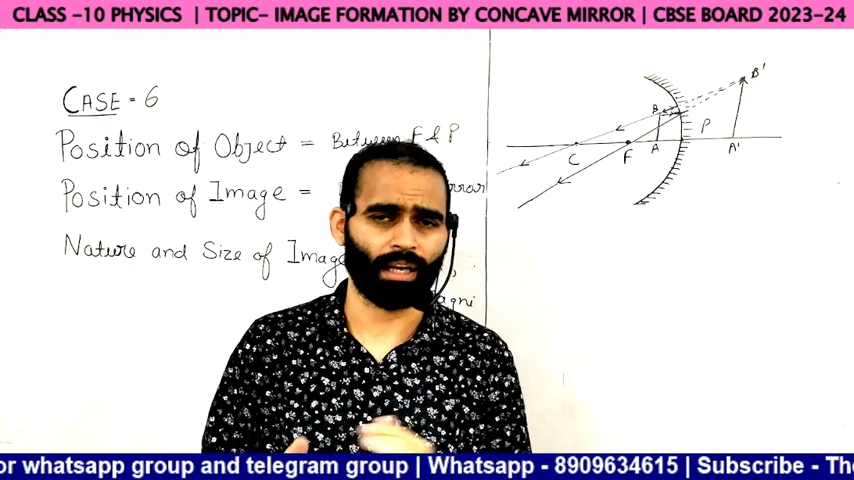 CLASS -10 PHYSICS | TOPIC- IMAGE FORMATION BY CONCAVE MIRROR | CBSE BOARD 2023-24
CASE - 6
Position of Object = Between F & P
Position of Image =
Nature and Size of Image
B'
B
P
C
F
A
A'
or whatsapp group and telegram group | Whatsapp - 8909634615 | Subscribe - The